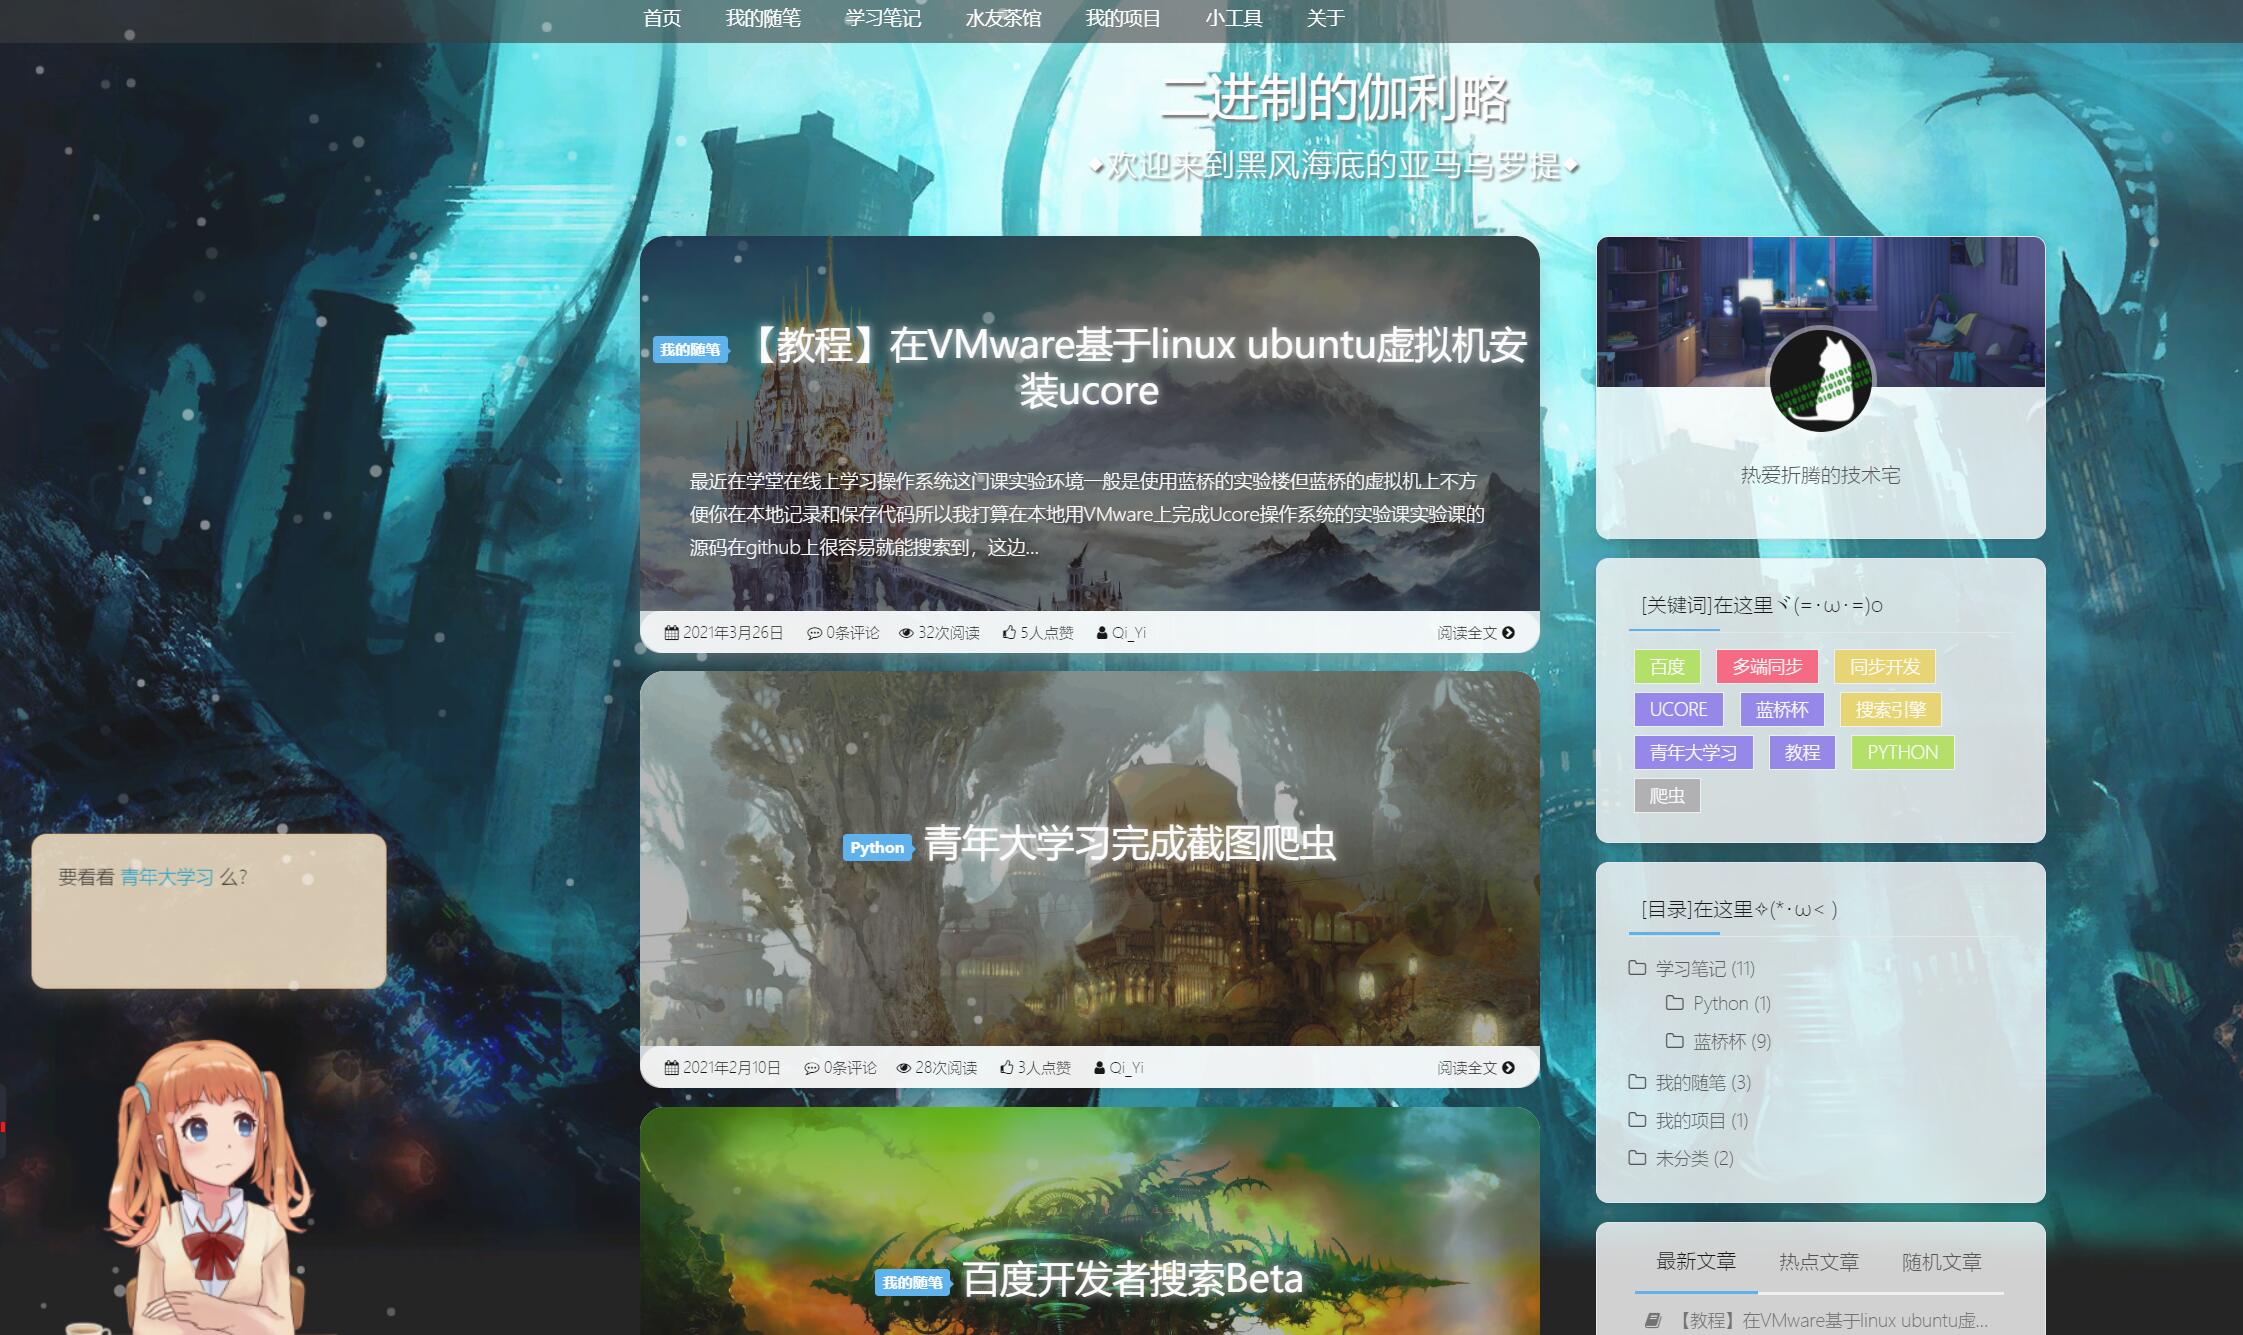 首页 我的随笔 学习笔记 水友茶馆 我的项目 小工具 关于
二进制的伽利略
◆欢迎来到黑风海底的亚马乌罗提◆
我的随笔 【教程】在VMware基于linux ubuntu虚拟机安
装ucore
最近在学堂在线上学习操作系统这门课实验环境一般是使用蓝桥的实验楼但蓝桥的虚拟机上不方
便你在本地记录和保存代码所以我打算在本地用VMware上完成Ucore操作系统的实验课实验课的
源码在github上很容易就能搜索到，这边...
2021年3月26日 0条评论 32次阅读 5人点赞 Qi_Yi 阅读全文
Python 青年大学习完成截图爬虫
2021年2月10日 0条评论 28次阅读 3人点赞 Qi_Yi 阅读全文
我的随笔 百度开发者搜索Beta
热爱折腾的技术宅
[关键词]在这里ヾ(=･ω･=)o
百度 多端同步 同步开发
UCORE 蓝桥杯 搜索引擎
青年大学习 教程 PYTHON
爬虫
[目录]在这里✧(*･ω< )
学习笔记 (11)
Python (1)
蓝桥杯 (9)
我的随笔 (3)
我的项目 (1)
未分类 (2)
最新文章 热点文章 随机文章
【教程】在VMware基于linux ubuntu虚...
要看看 青年大学习 么?